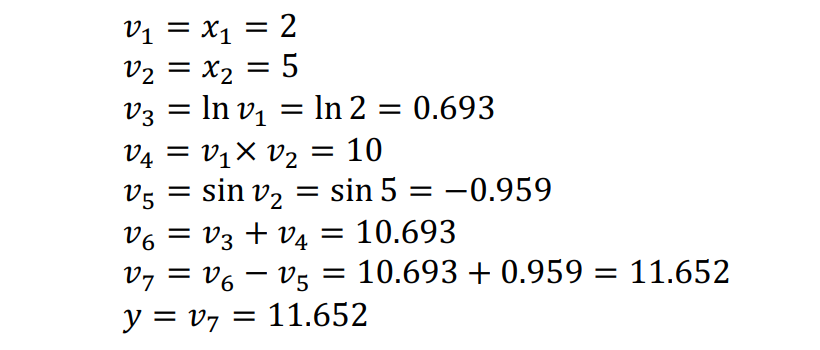 v₁ = x₁ = 2
v₂ = x₂ = 5
v₃ = ln v₁ = ln 2 = 0.693
v₄ = v₁ × v₂ = 10
v₅ = sin v₂ = sin 5 = −0.959
v₆ = v₃ + v₄ = 10.693
v₇ = v₆ − v₅ = 10.693 + 0.959 = 11.652
y = v₇ = 11.652